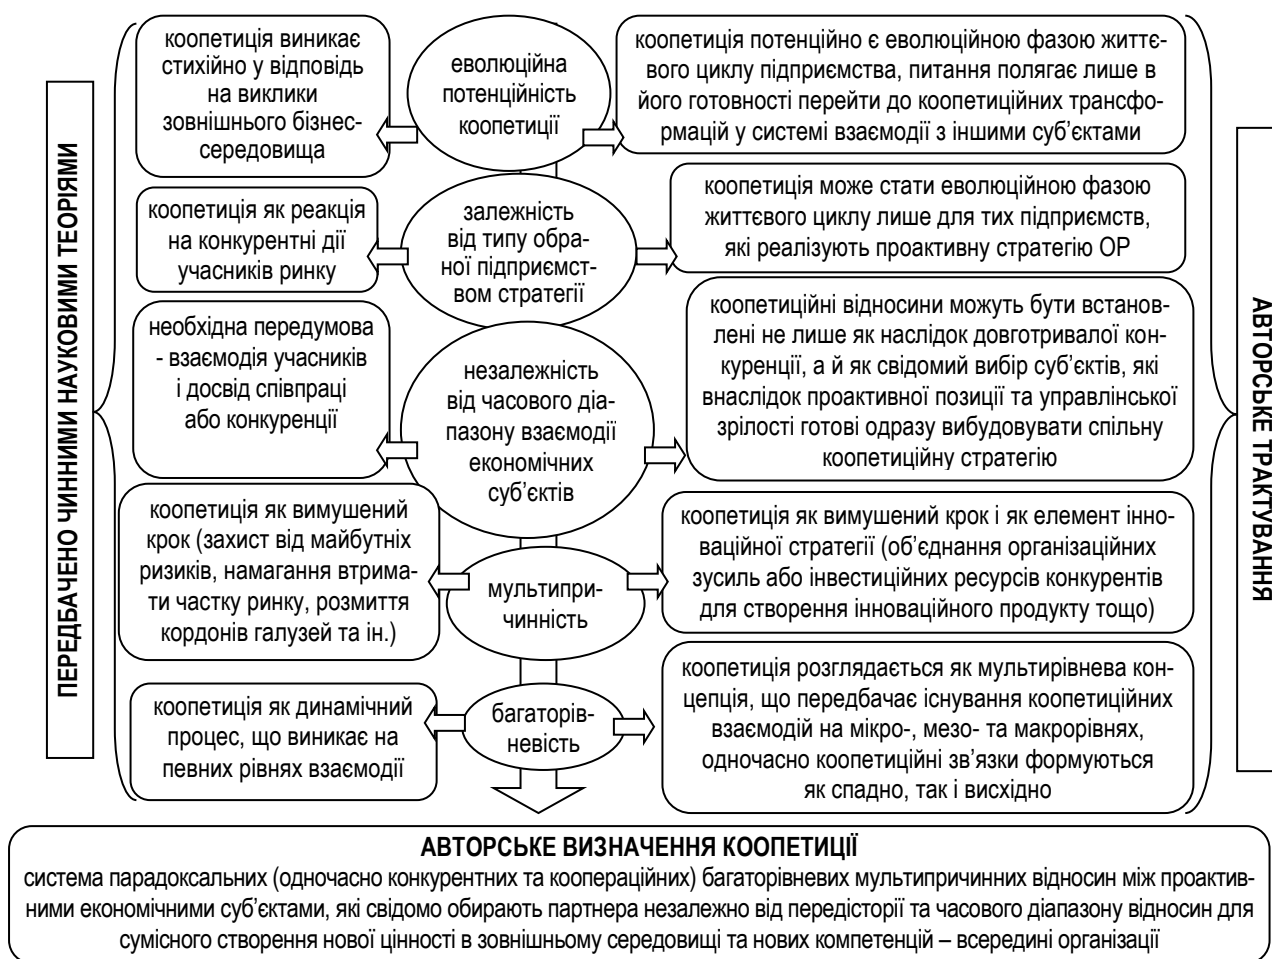 ПЕРЕДБАЧЕНО ЧИННИМИ НАУКОВИМИ ТЕОРІЯМИ
коопетиція виникає
стихійно у відповідь
на виклики
зовнішнього бізнес-
середовища
еволюційна
потенційність
коопетиції
коопетиція потенційно є еволюційною фазою життє-
вого циклу підприємства, питання полягає лише в
його готовності перейти до коопетиційних трансфо-
рмацій у системі взаємодії з іншими суб’єктами
коопетиція як реакція
на конкурентні дії
учасників ринку
залежність
від типу обра-
ної підприємст-
вом стратегії
коопетиція може стати еволюційною фазою
життєвого циклу лише для тих підприємств,
які реалізують проактивну стратегію ОР
необхідна передумова
- взаємодія учасників
і досвід співпраці
або конкуренції
незалежність
від часового діа-
пазону взаємодії
економічних
суб’єктів
коопетиційні відносини можуть бути встанов-
лені не лише як наслідок довготривалої кон-
куренції, а й як свідомий вибір суб’єктів, які
внаслідок проактивної позиції та управлінської
зрілості готові одразу вибудовувати спільну
коопетиційну стратегію
коопетиція як вимушений
крок (захист від майбутніх
ризиків, намагання втрима-
ти частку ринку, розмиття
кордонів галузей та ін.)
мультипри-
чинність
коопетиція як вимушений крок і як елемент інно-
ваційної стратегії (об’єднання організаційних
зусиль або інвестиційних ресурсів конкурентів
для створення інноваційного продукту тощо)
коопетиція як динамічний
процес, що виникає на
певних рівнях взаємодії
багаторів-
невість
коопетиція розглядається як мультирівнева кон-
цепція, що передбачає існування коопетиційних
взаємодій на мікро-, мезо- та макрорівнях,
одночасно коопетиційні зв’язки формуються
як спадно, так і висхідно
АВТОРСЬКЕ ТРАКТУВАННЯ
АВТОРСЬКЕ ВИЗНАЧЕННЯ КООПЕТИЦІЇ
система парадоксальних (одночасно конкурентних та коопераційних) багаторівневих мультипричинних відносин між проактив-
ними економічними суб’єктами, які свідомо обирають партнера незалежно від передісторії та часового діапазону відносин для
сумісного створення нової цінності в зовнішньому середовищі та нових компетенцій – всередині організації